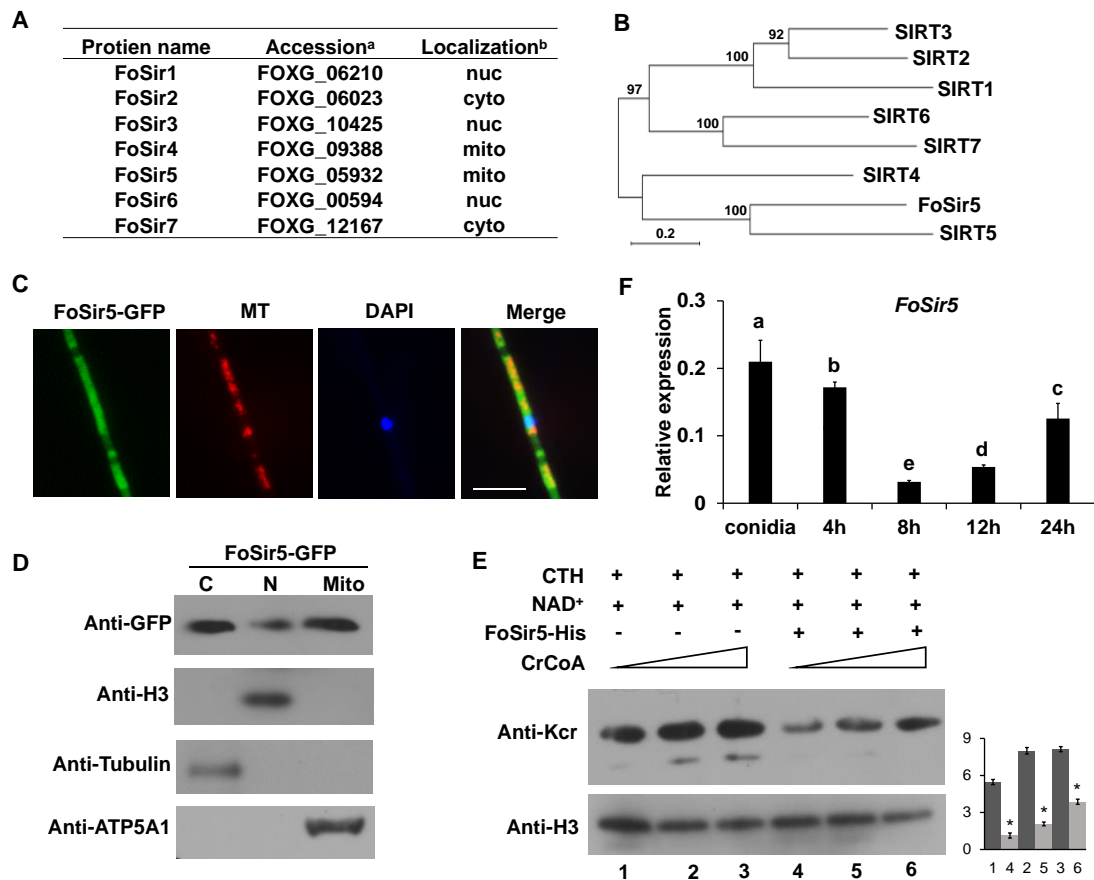 A
Protien name Accessionᵃ Localizationᵇ
FoSir1 FOXG_06210 nuc
FoSir2 FOXG_06023 cyto
FoSir3 FOXG_10425 nuc
FoSir4 FOXG_09388 mito
FoSir5 FOXG_05932 mito
FoSir6 FOXG_00594 nuc
FoSir7 FOXG_12167 cyto
B
SIRT3
92
SIRT2
100
SIRT1
97
SIRT6
100
SIRT7
SIRT4
FoSir5
100
SIRT5
0.2
C
FoSir5-GFP MT DAPI Merge
F
FoSir5
Relative expression
0.3
0.2
0.1
0
a b e d c
conidia 4h 8h 12h 24h
D
FoSir5-GFP
C N Mito
Anti-GFP
Anti-H3
Anti-Tubulin
Anti-ATP5A1
E
CTH + + + + + +
NAD⁺ + + + + + +
FoSir5-His - - - + + +
CrCoA
Anti-Kcr
Anti-H3
1 2 3 4 5 6
9
6
3
0
* * *
1 4 2 5 3 6